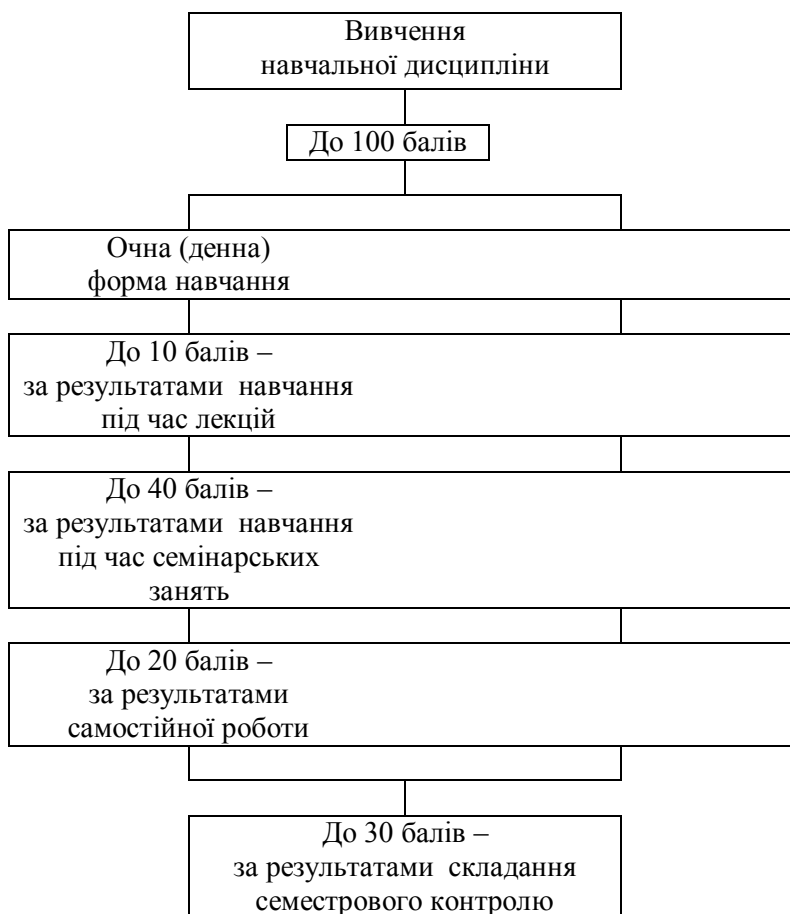 Вивчення
навчальної дисципліни
До 100 балів
Очна (денна)
форма навчання
До 10 балів –
за результатами навчання
під час лекцій
До 40 балів –
за результатами навчання
під час семінарських
занять
До 20 балів –
за результатами
самостійної роботи
До 30 балів –
за результатами складання
семестрового контролю